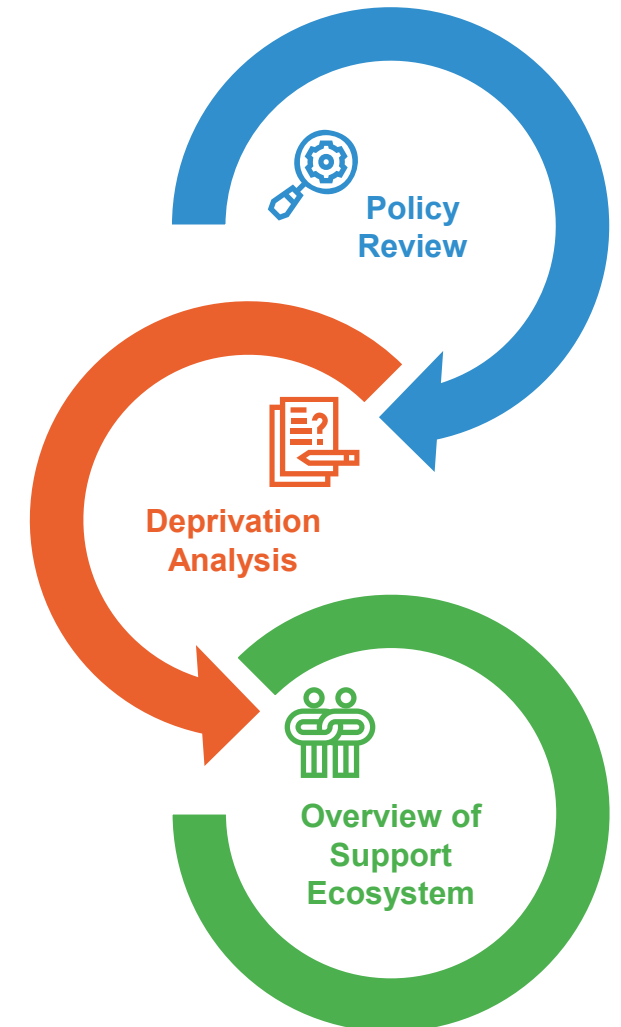 Policy
Review
?
Deprivation
Analysis
Overview of
Support
Ecosystem